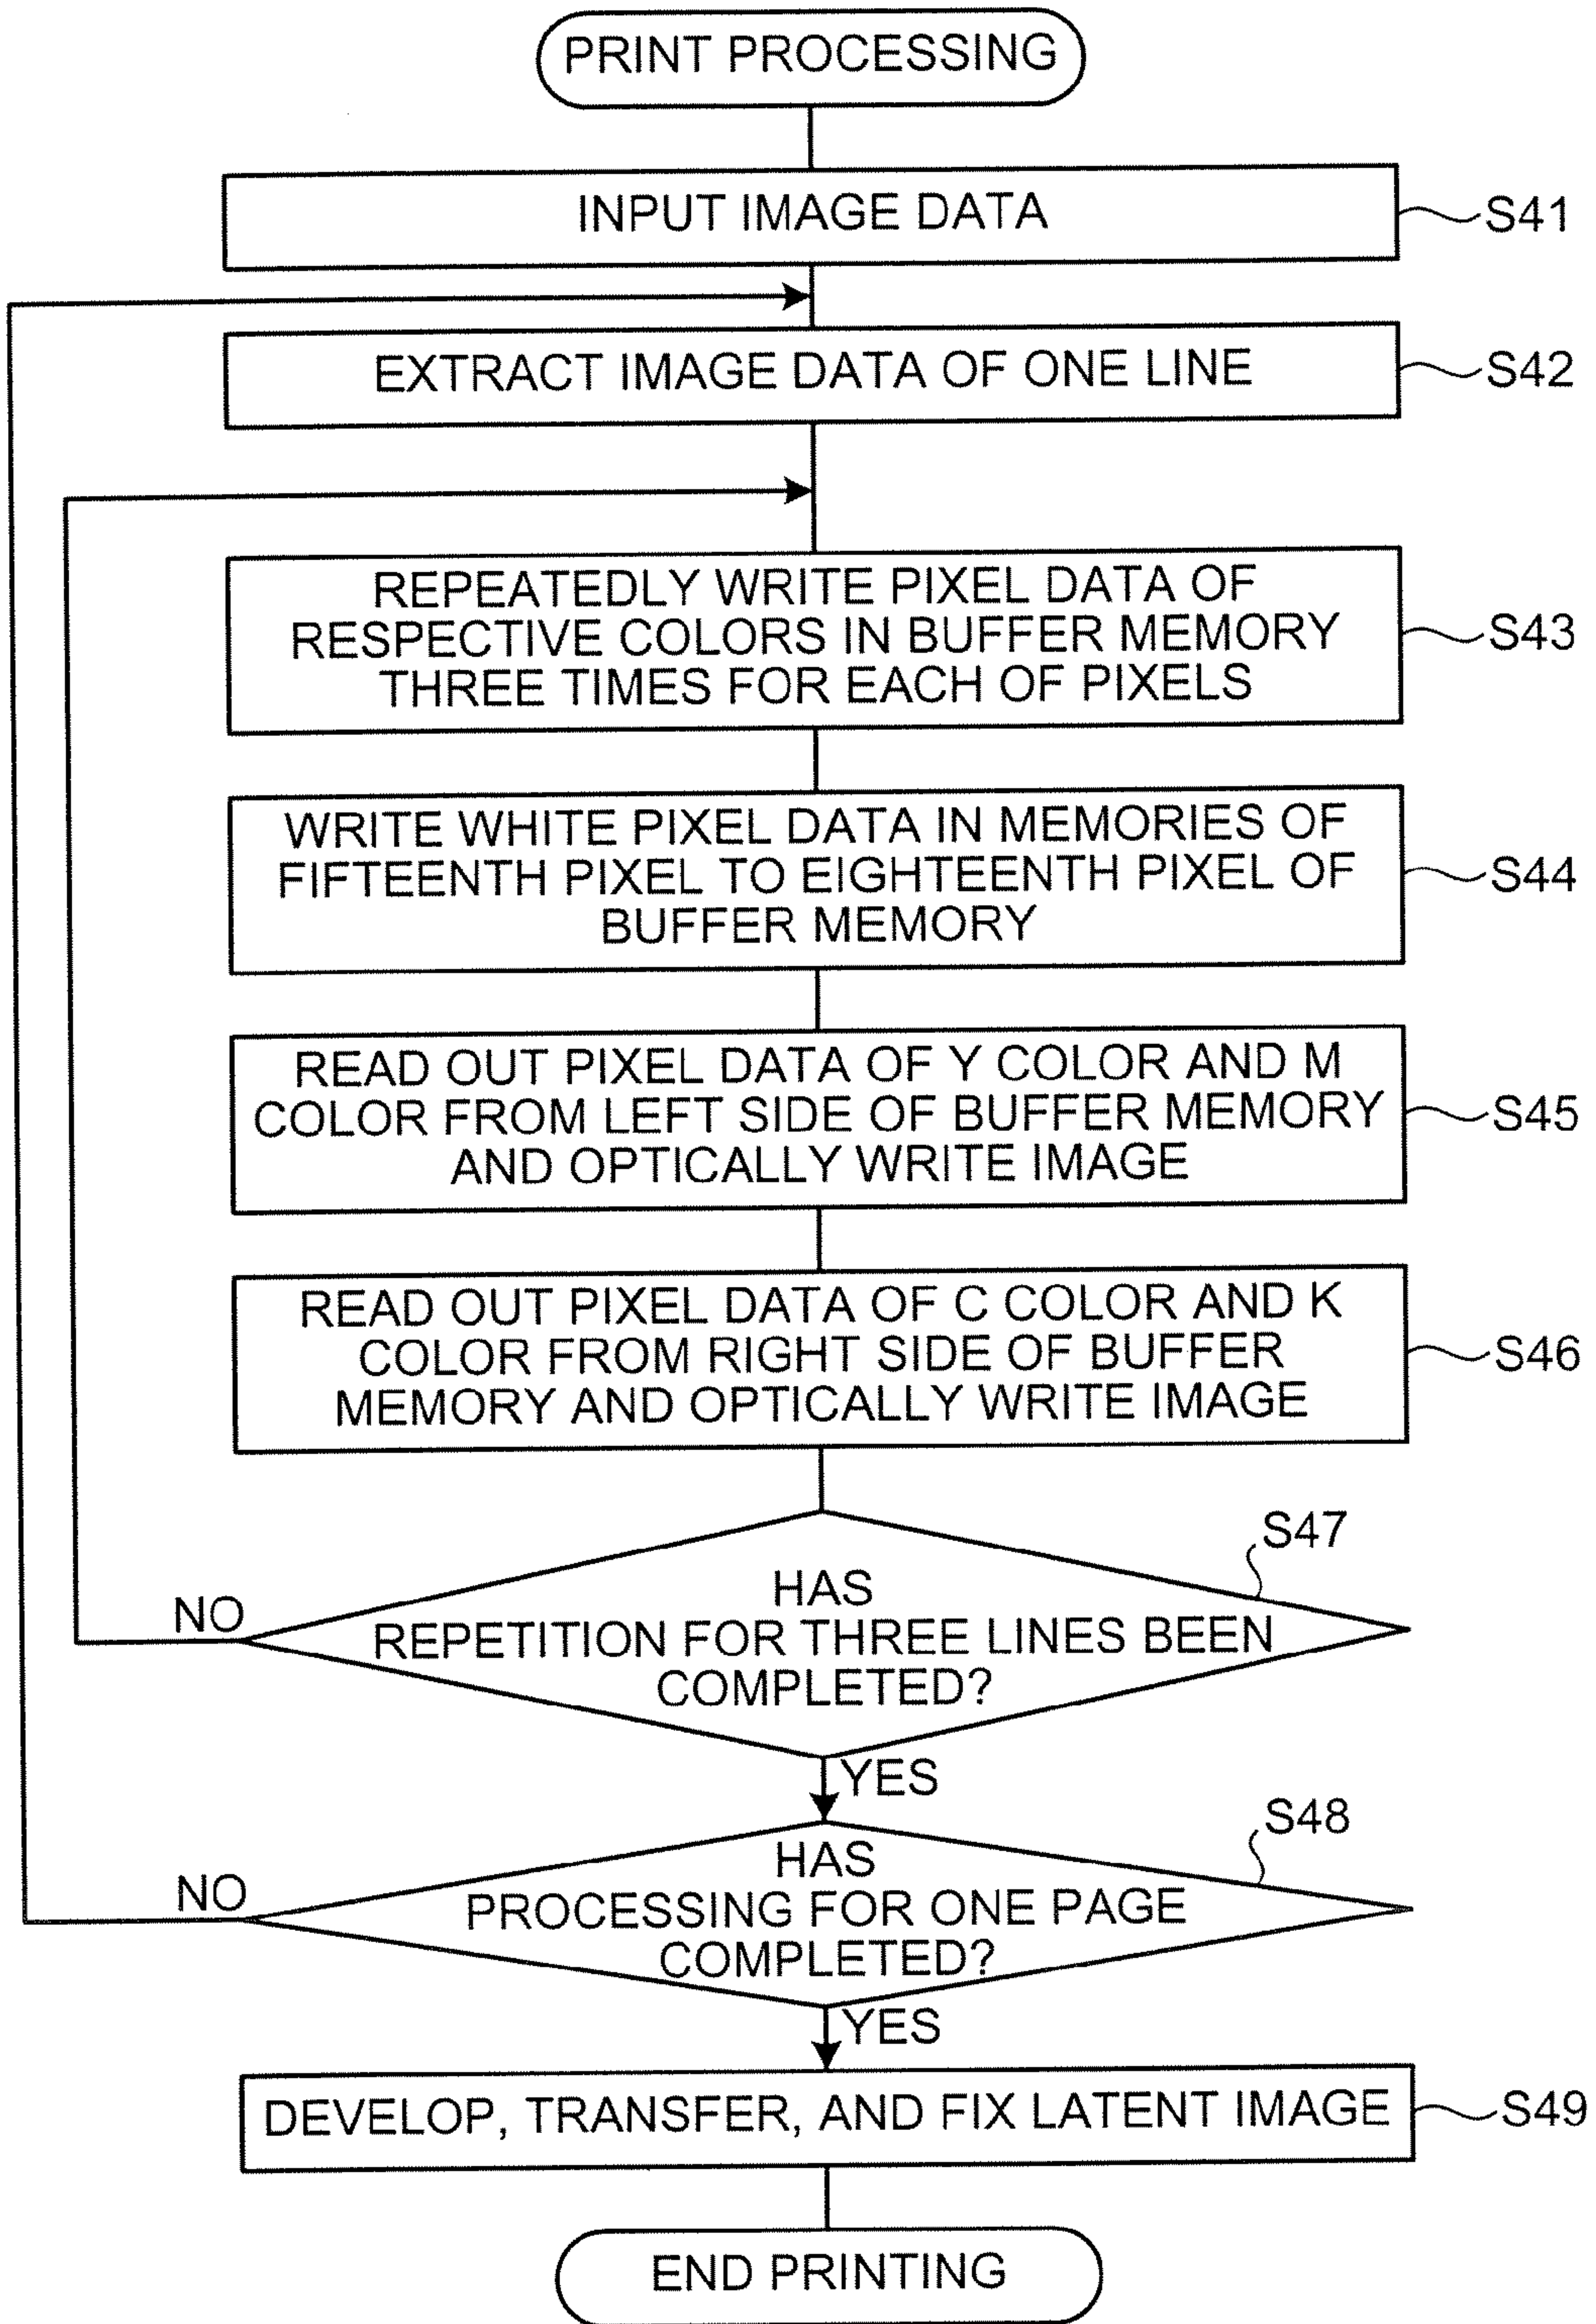 PRINT PROCESSING
INPUT IMAGE DATA
S41
EXTRACT IMAGE DATA OF ONE LINE
S42
REPEATEDLY WRITE PIXEL DATA OF
RESPECTIVE COLORS IN BUFFER MEMORY
THREE TIMES FOR EACH OF PIXELS
S43
WRITE WHITE PIXEL DATA IN MEMORIES OF
FIFTEENTH PIXEL TO EIGHTEENTH PIXEL OF
BUFFER MEMORY
S44
READ OUT PIXEL DATA OF Y COLOR AND M
COLOR FROM LEFT SIDE OF BUFFER MEMORY
AND OPTICALLY WRITE IMAGE
S45
READ OUT PIXEL DATA OF C COLOR AND K
COLOR FROM RIGHT SIDE OF BUFFER
MEMORY AND OPTICALLY WRITE IMAGE
S46
S47
HAS
REPETITION FOR THREE LINES BEEN
COMPLETED?
NO
YES
S48
HAS
PROCESSING FOR ONE PAGE
COMPLETED?
NO
YES
DEVELOP, TRANSFER, AND FIX LATENT IMAGE
S49
END PRINTING